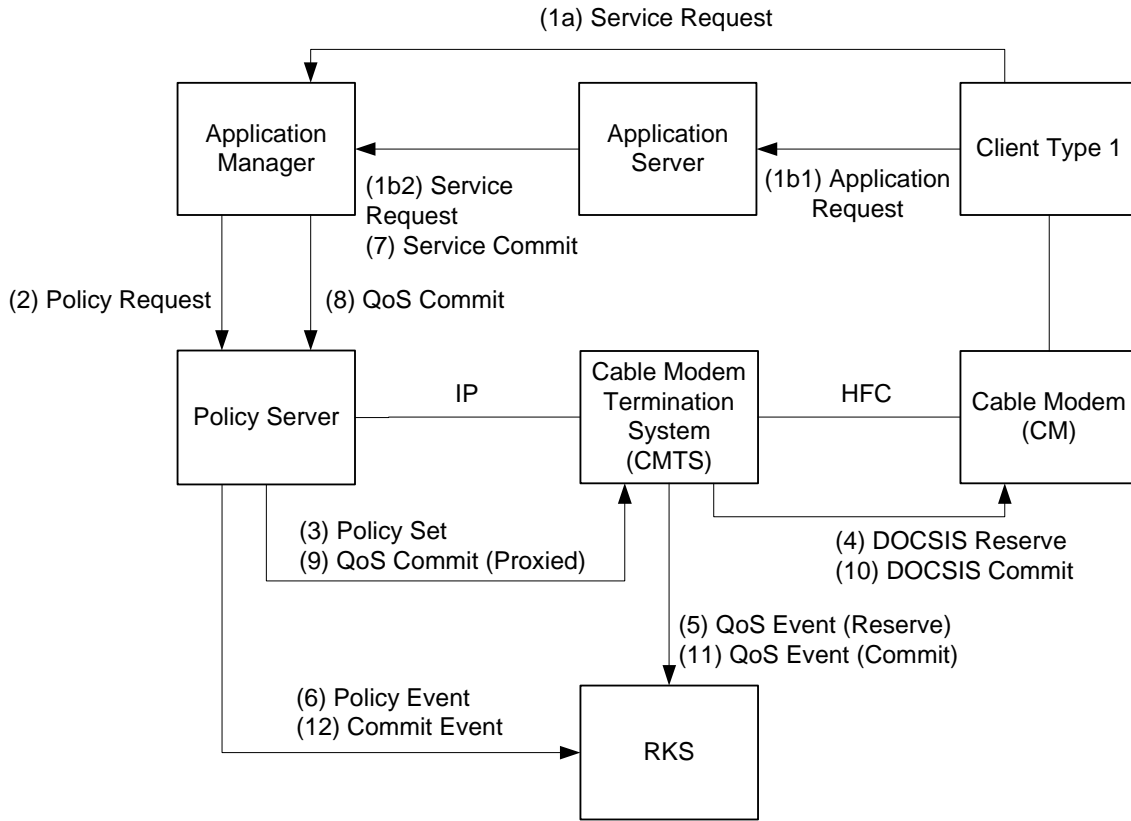 (1a) Service Request
Application
Manager
Application
Server
Client Type 1
(1b2) Service
Request
(7) Service Commit
(1b1) Application
Request
(2) Policy Request
(8) QoS Commit
Policy Server
IP
Cable Modem
Termination
System
(CMTS)
HFC
Cable Modem
(CM)
(3) Policy Set
(9) QoS Commit (Proxied)
(4) DOCSIS Reserve
(10) DOCSIS Commit
(5) QoS Event (Reserve)
(11) QoS Event (Commit)
(6) Policy Event
(12) Commit Event
RKS